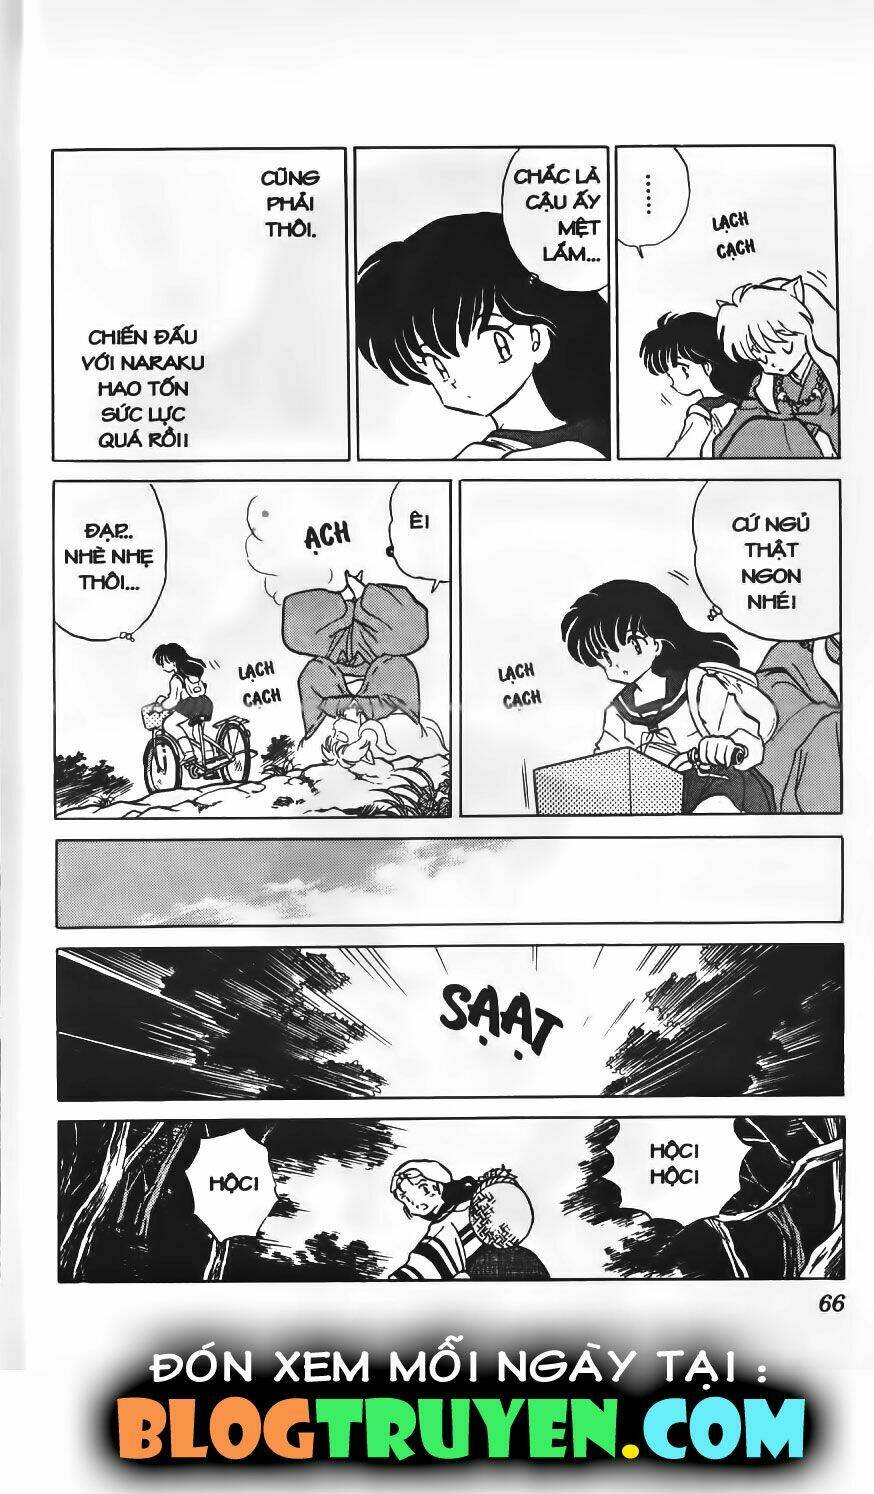 ........
LẠCH
CẠCH
CHẮC LÀ
CẬU ẤY
MỆT
LẮM...
CŨNG
PHẢI
THÔI.
CHIẾN ĐẤU
VỚI NARAKU
HAO TỐN
SỨC LỰC
QUÁ RỒI!
CỨ NGỦ
THẬT
NGON
NHÉ!
LẠCH
CẠCH
Ê!
ẠCH
LẠCH
CẠCH
ĐẠP...
NHÈ NHẸ
THÔI...
SẠẠT
HỘC!
HỘC!
HỘC!
66
ĐÓN XEM MỖI NGÀY TẠI :
BLOGTRUYEN.COM